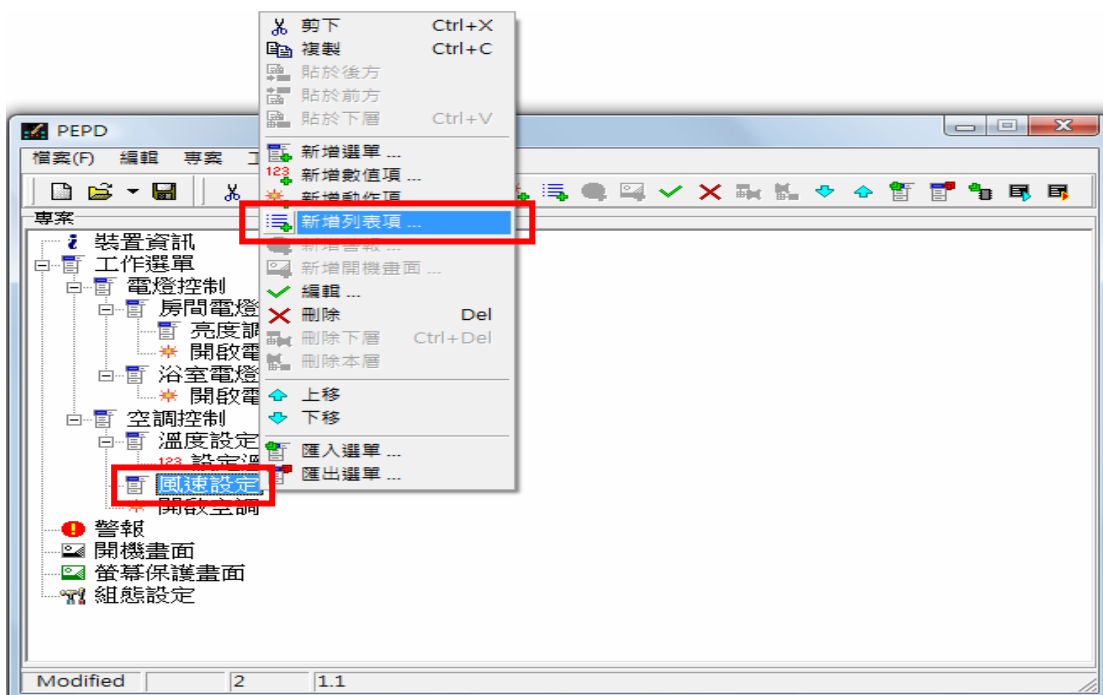 剪下 Ctrl+X
複製 Ctrl+C
貼於後方
貼於前方
貼於下層 Ctrl+V
新增選單 ...
新增數值項 ...
新增動作項
新增列表項 ...
新增警報 ...
新增開機畫面 ...
編輯 ...
刪除 Del
刪除下層 Ctrl+Del
刪除本層
上移
下移
匯入選單 ...
匯出選單 ...
PEPD
檔案(F) 編輯 專案
專案
裝置資訊
工作選單
電燈控制
房間電燈
亮度調
開啟電
浴室電燈
開啟電
空調控制
溫度設定
123 設定溫
風速設定
開啟空調
警報
開機畫面
螢幕保護畫面
組態設定
Modified 2 1.1